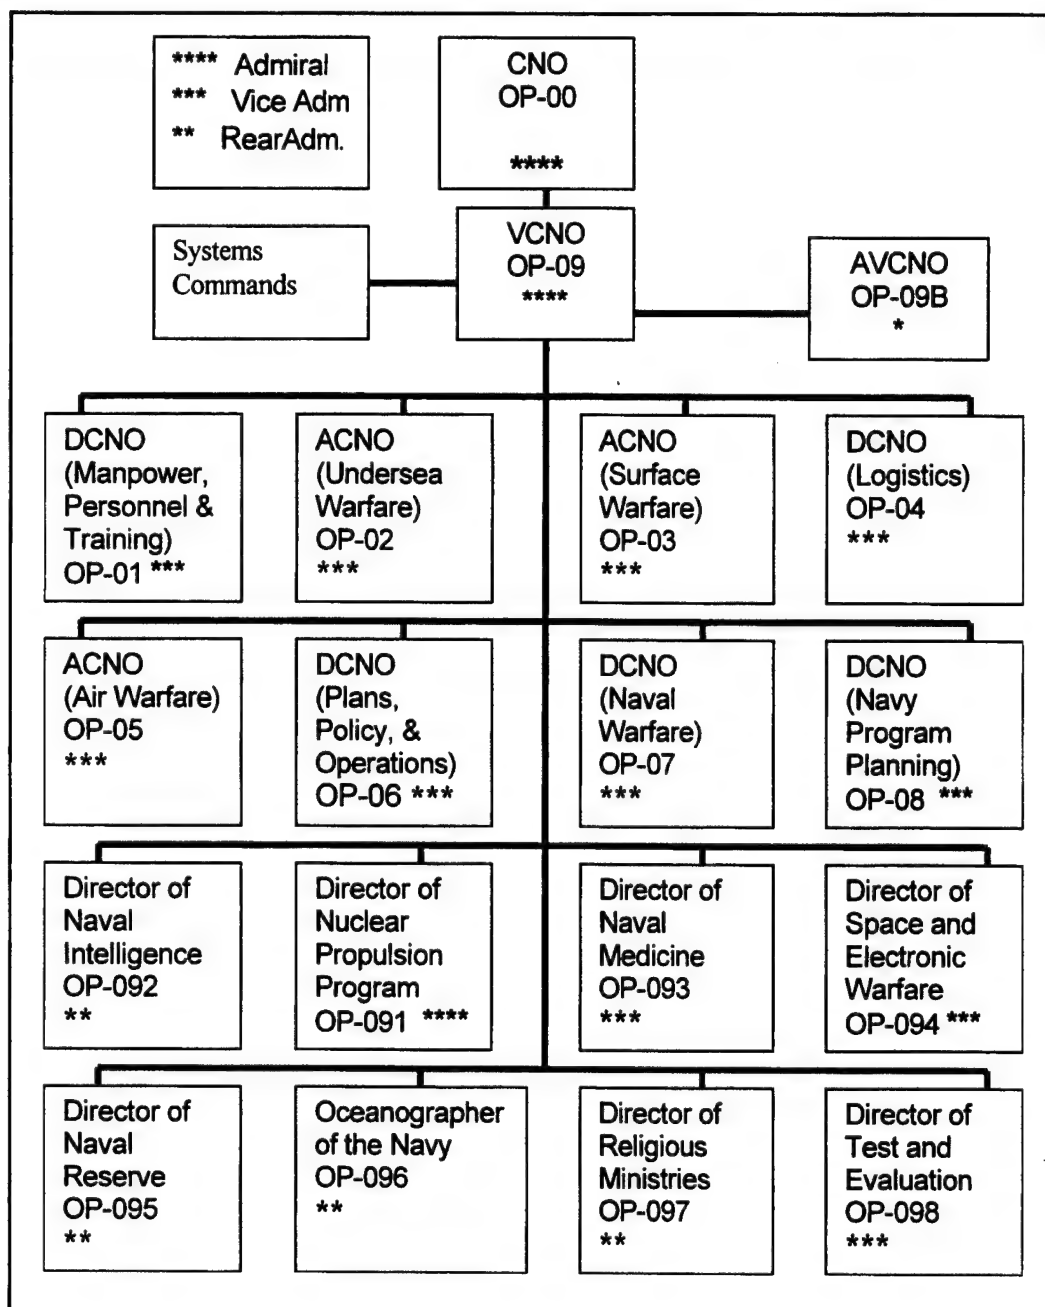 **** Admiral
*** Vice Adm
** RearAdm.
CNO
OP-00
****
Systems
Commands
VCNO
OP-09
****
AVCNO
OP-09B
*
DCNO
(Manpower,
Personnel &
Training)
OP-01 ***
ACNO
(Undersea
Warfare)
OP-02
***
ACNO
(Surface
Warfare)
OP-03
***
DCNO
(Logistics)
OP-04
***
ACNO
(Air Warfare)
OP-05
***
DCNO
(Plans,
Policy, &
Operations)
OP-06 ***
DCNO
(Naval
Warfare)
OP-07
***
DCNO
(Navy
Program
Planning)
OP-08 ***
Director of
Naval
Intelligence
OP-092
**
Director of
Nuclear
Propulsion
Program
OP-091 ****
Director of
Naval
Medicine
OP-093
***
Director of
Space and
Electronic
Warfare
OP-094 ***
Director of
Naval
Reserve
OP-095
**
Oceanographer
of the Navy
OP-096
**
Director of
Religious
Ministries
OP-097
**
Director of
Test and
Evaluation
OP-098
***